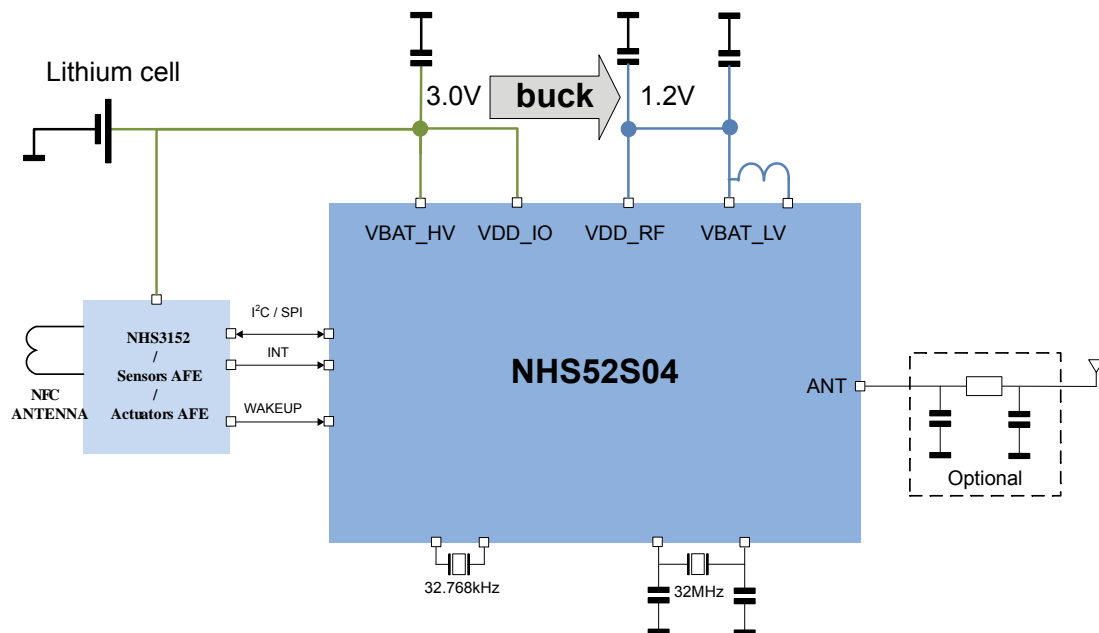 Lithium cell
3.0V
buck
1.2V
VBAT_HV
VDD_IO
VDD_RF
VBAT_LV
I²C / SPI
INT
WAKEUP
NHS3152
/
Sensors AFE
/
Actuators AFE
NFC
ANTENNA
NHS52S04
ANT
Optional
32.768kHz
32MHz